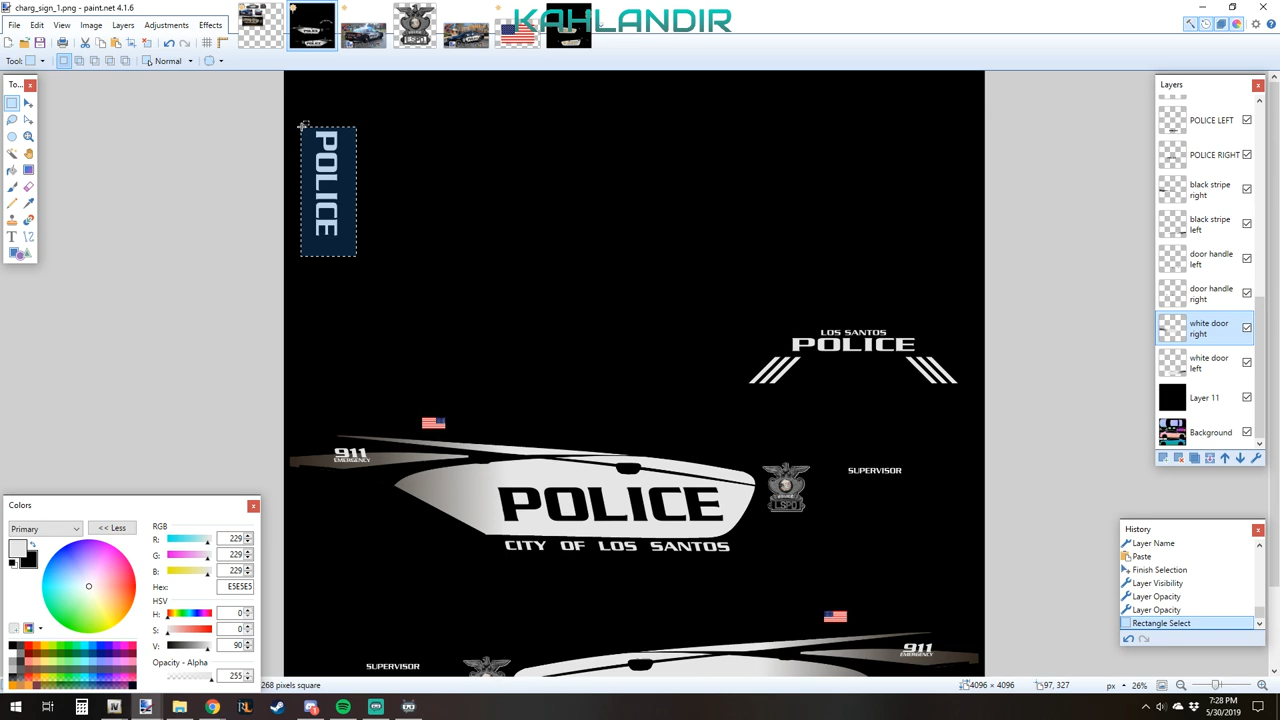 charg_sign_1.png - paint.net 4.1.6
KAHLANDIR
File Edit View Image Layers Adjustments Effects
Tool: Normal
To...
Layers
POLICE LEFT
POLICE RIGHT
black stripe right
black stripe left
door handle left
door handle right
white door right
white door left
Layer 11
Background
POLICE
LOS SANTOS
POLICE
911
EMERGENCY
SUPERVISOR
POLICE
LSPD
CITY OF LOS SANTOS
911
EMERGENCY
SUPERVISOR
Colors
Primary
<< Less
RGB
R: 229
G: 229
B: 229
Hex: E5E5E5
HSV
H: 0
S: 0
V: 90
Opacity - Alpha
255
History
Layer Name
Paste
Finish Selection
Layer Visibility
Layer Opacity
Layer Opacity
Rectangle Select
268 pixels square
4096 × 4096
97, 327
px
26%
7:28 PM
5/30/2019